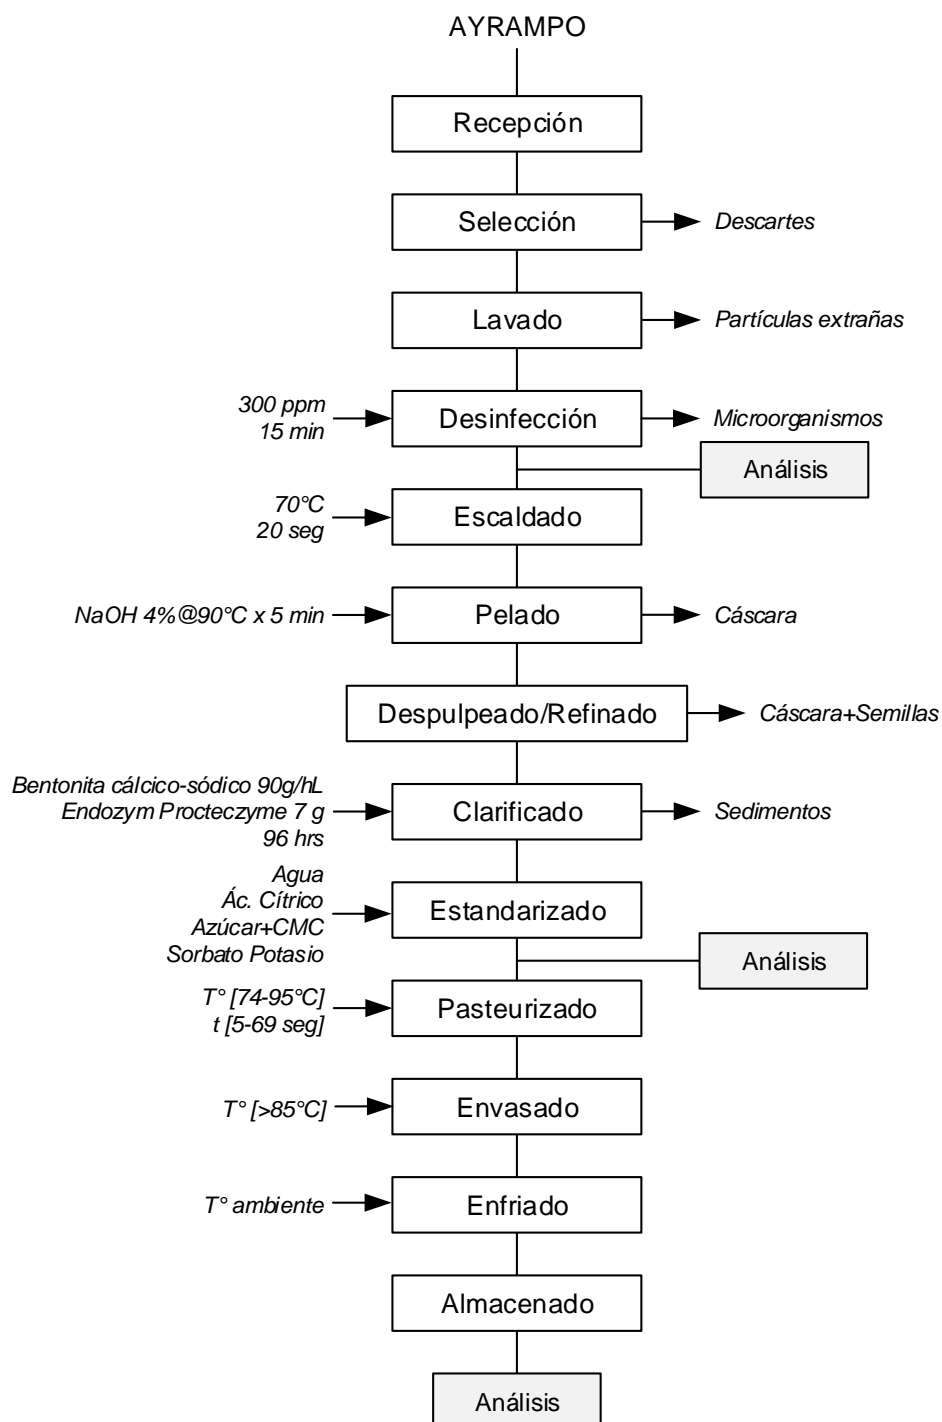 AYRAMPO
Recepción
Selección
Descartes
Lavado
Partículas extrañas
300 ppm
15 min
Desinfección
Microorganismos
Análisis
70°C
20 seg
Escaldado
NaOH 4%@90°C x 5 min
Pelado
Cáscara
Despulpeado/Refinado
Cáscara+Semillas
Bentonita cálcico-sódico 90g/hL
Endozym Procteczyme 7 g
96 hrs
Clarificado
Sedimentos
Agua
Ác. Cítrico
Azúcar+CMC
Sorbato Potasio
Estandarizado
Análisis
T° [74-95°C]
t [5-69 seg]
Pasteurizado
T° [>85°C]
Envasado
T° ambiente
Enfriado
Almacenado
Análisis